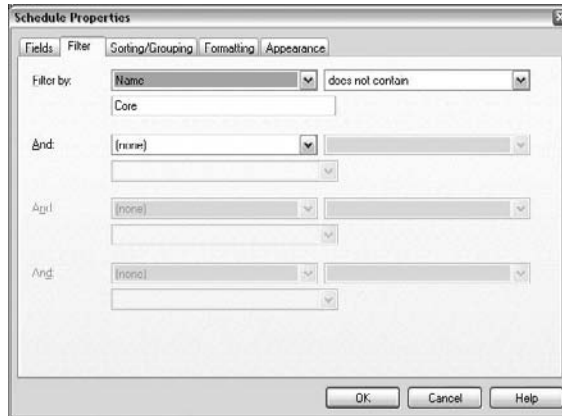 Schedule Properties
Fields Filter Sorting/Grouping Formatting Appearance
Filter by: Name does not contain
Core
And: (none)
And: (none)
And: (none)
OK Cancel Help